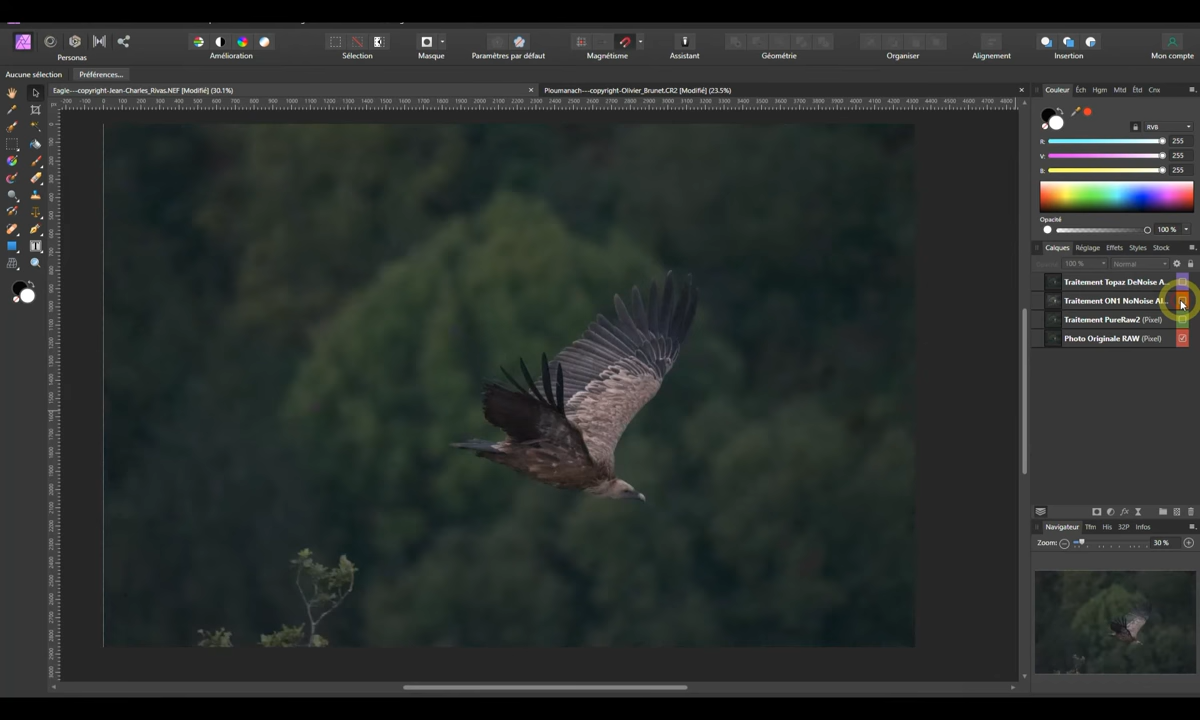 Personas
Amélioration
Sélection
Masque
Paramètres par défaut
Magnétisme
Assistant
Géométrie
Organiser
Alignement
Insertion
Mon compte
Aucune sélection
Préférences...
Eagle---copyright-Jean-Charles_Rivas.NEF [Modifié] (30.1%)
Ploumanach---copyright-Olivier_Brunet.CR2 [Modifié] (23.5%)
Couleur Éch Hgm Mtd Étd Cnx
RVB
R: 255
V: 255
B: 255
Opacité
100 %
Calques Réglage Effets Styles Stock
100 % Normal
Traitement Topaz DeNoise A...
Traitement ON1 NoNoise AI...
Traitement PureRaw2 (Pixel)
Photo Originale RAW (Pixel)
Navigateur Tfm His 32P Infos
Zoom: 30 %